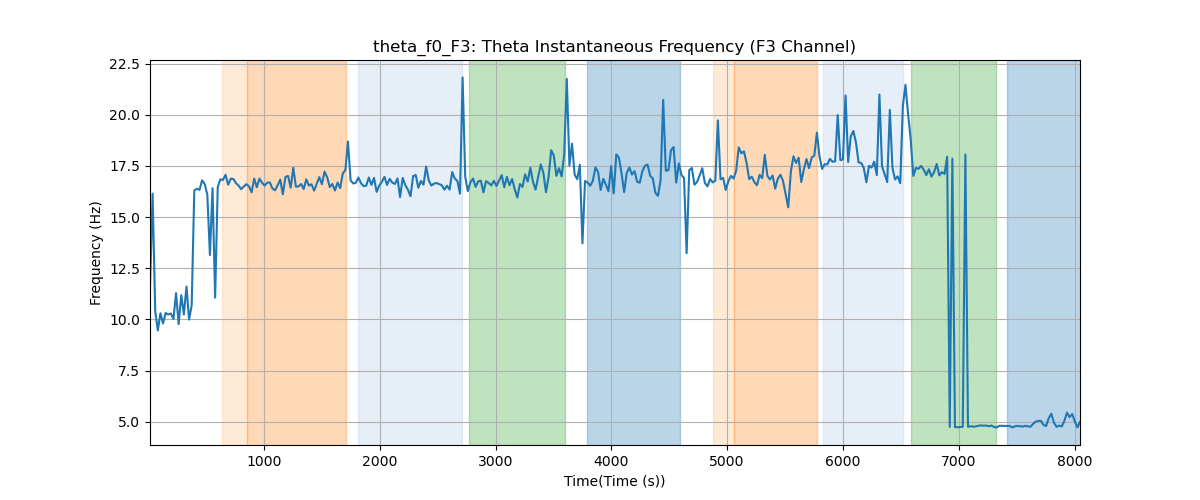 theta_f0_F3: Theta Instantaneous Frequency (F3 Channel)
22.5
20.0
17.5
15.0
12.5
10.0
7.5
5.0
Frequency (Hz)
1000 2000 3000 4000 5000 6000 7000 8000
Time(Time (s))